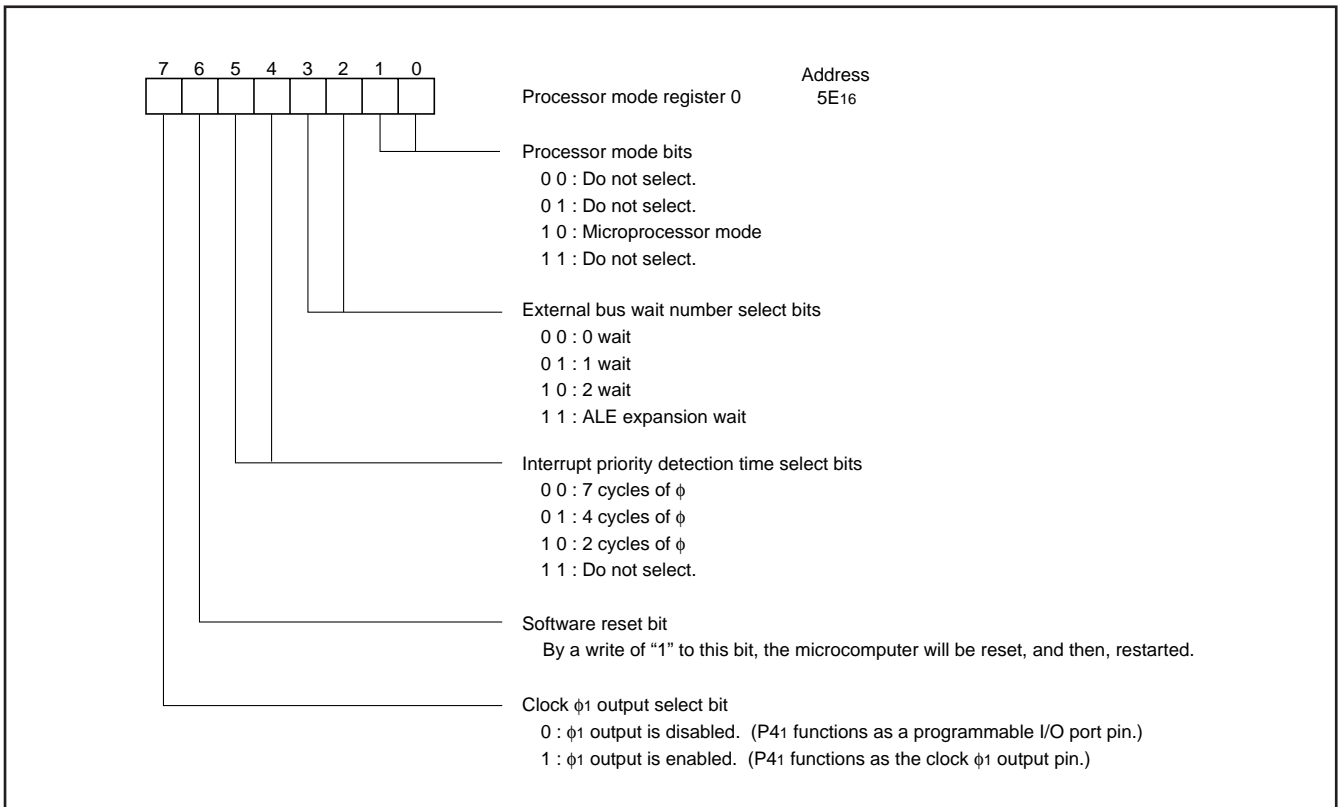 7 6 5 4 3 2 1 0
Address
Processor mode register 0 5E16
Processor mode bits
0 0 : Do not select.
0 1 : Do not select.
1 0 : Microprocessor mode
1 1 : Do not select.
External bus wait number select bits
0 0 : 0 wait
0 1 : 1 wait
1 0 : 2 wait
1 1 : ALE expansion wait
Interrupt priority detection time select bits
0 0 : 7 cycles of ϕ
0 1 : 4 cycles of ϕ
1 0 : 2 cycles of ϕ
1 1 : Do not select.
Software reset bit
By a write of “1” to this bit, the microcomputer will be reset, and then, restarted.
Clock ϕ1 output select bit
0 : ϕ1 output is disabled. (P41 functions as a programmable I/O port pin.)
1 : ϕ1 output is enabled. (P41 functions as the clock ϕ1 output pin.)